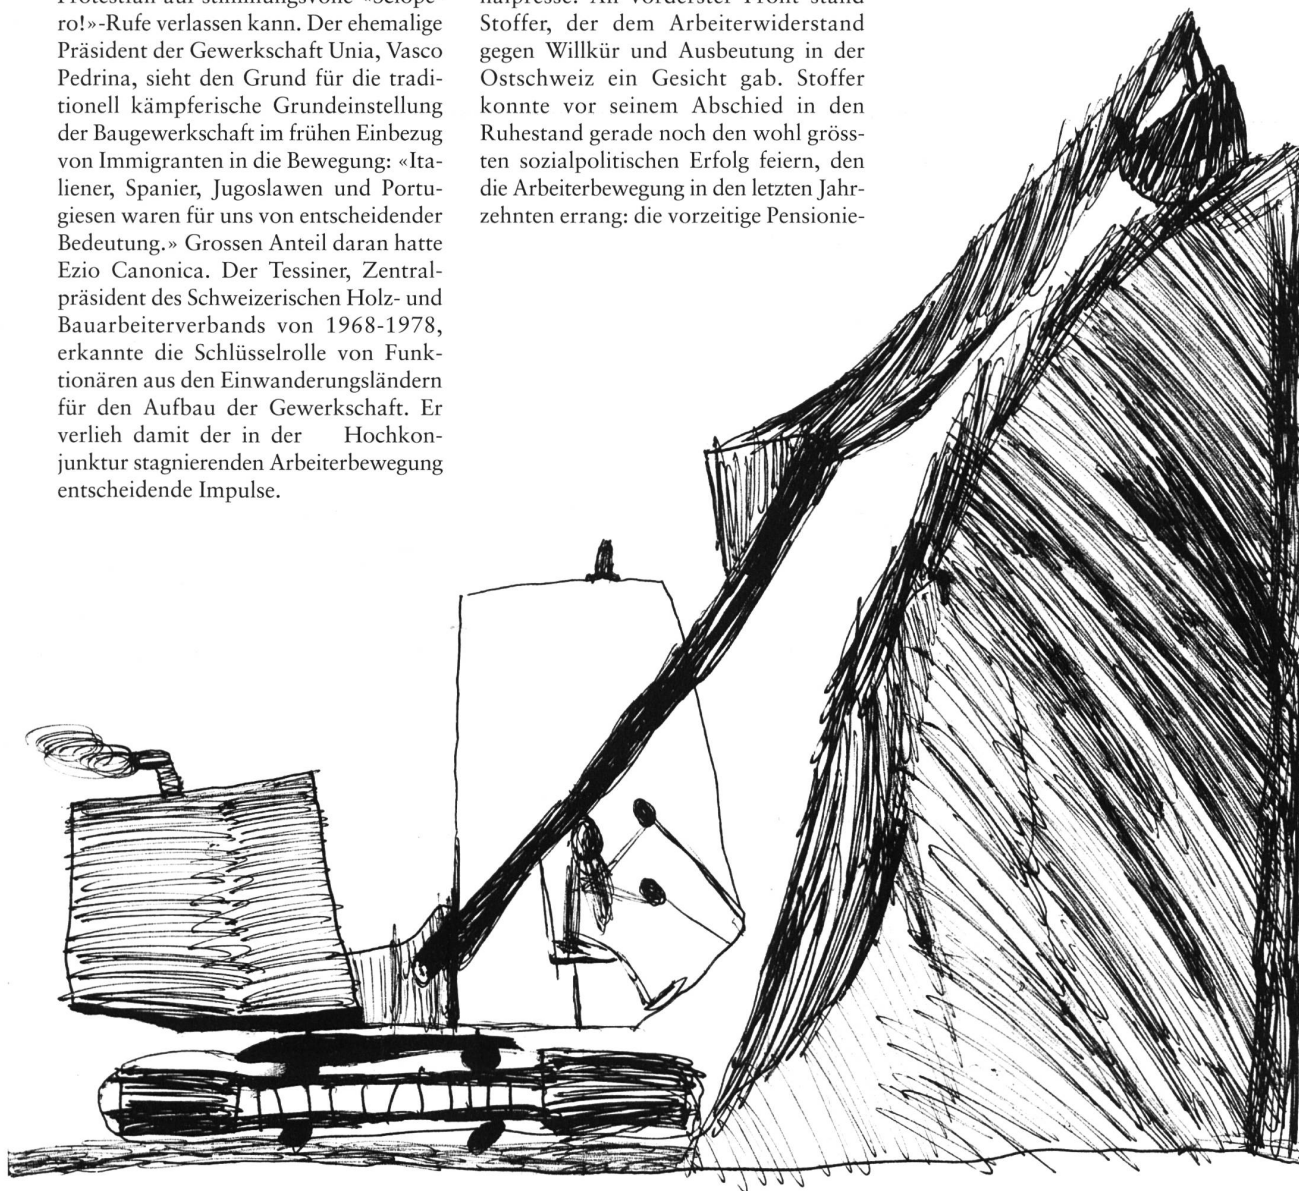 ro!»-Rufe verlassen kann. Der ehemalige
Präsident der Gewerkschaft Unia, Vasco
Pedrina, sieht den Grund für die tradi-
tionell kämpferische Grundeinstellung
der Baugewerkschaft im frühen Einbezug
von Immigranten in die Bewegung: «Ita-
liener, Spanier, Jugoslawen und Portu-
giesen waren für uns von entscheidender
Bedeutung.» Grossen Anteil daran hatte
Ezio Canonica. Der Tessiner, Zentral-
präsident des Schweizerischen Holz- und
Bauarbeiterverbands von 1968-1978,
erkannte die Schlüsselrolle von Funk-
tionären aus den Einwanderungsländern
für den Aufbau der Gewerkschaft. Er
verlieh damit der in der Hochkon-
junktur stagnierenden Arbeiterbewegung
entscheidende Impulse.
Stoffer, der dem Arbeiterwiderstand
gegen Willkür und Ausbeutung in der
Ostschweiz ein Gesicht gab. Stoffer
konnte vor seinem Abschied in den
Ruhestand gerade noch den wohl gröss-
ten sozialpolitischen Erfolg feiern, den
die Arbeiterbewegung in den letzten Jahr-
zehnten errang: die vorzeitige Pensionie-